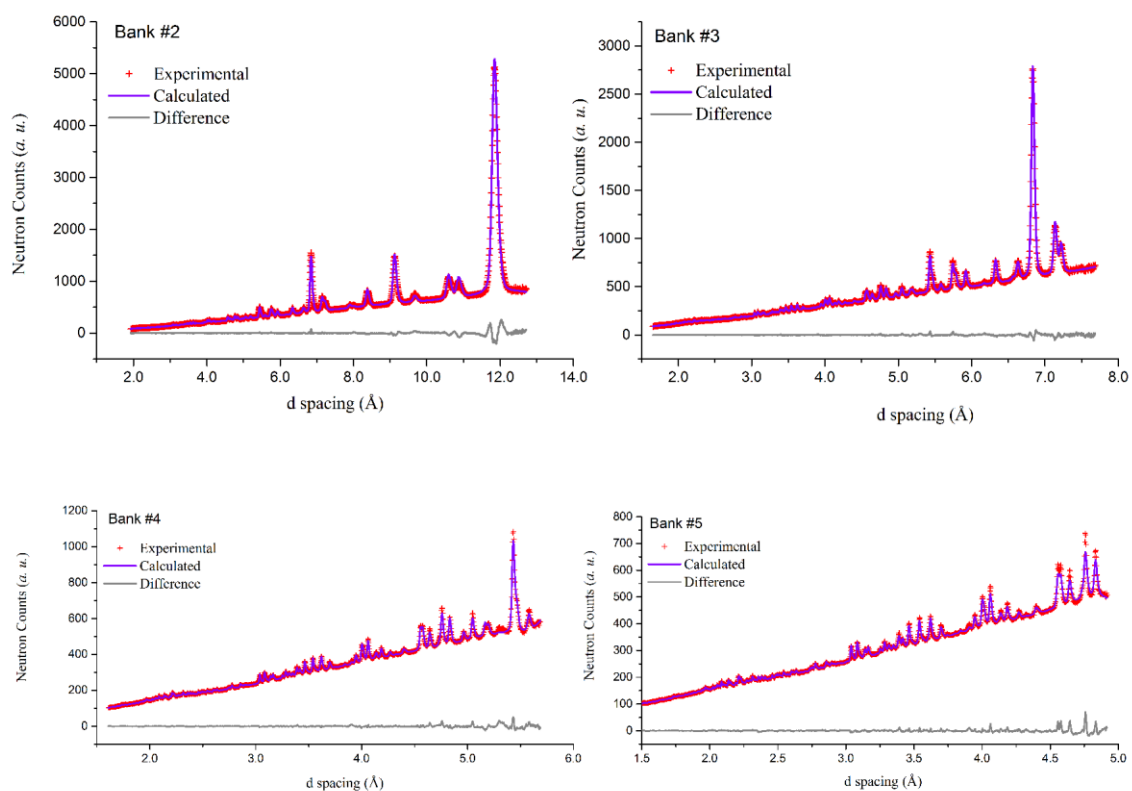 Bank #2
Experimental
Calculated
Difference
Neutron Counts (a. u.)
6000
5000
4000
3000
2000
1000
0
2.0 4.0 6.0 8.0 10.0 12.0 14.0
d spacing (Å)
Bank #3
Experimental
Calculated
Difference
Neutron Counts (a. u.)
3000
2500
2000
1500
1000
500
0
2.0 3.0 4.0 5.0 6.0 7.0 8.0
d spacing (Å)
Bank #4
Experimental
Calculated
Difference
Neutron Counts (a. u.)
1200
1000
800
600
400
200
0
2.0 3.0 4.0 5.0 6.0
d spacing (Å)
Bank #5
Experimental
Calculated
Difference
Neutron Counts (a. u.)
800
700
600
500
400
300
200
100
0
1.5 2.0 2.5 3.0 3.5 4.0 4.5 5.0
d spacing (Å)